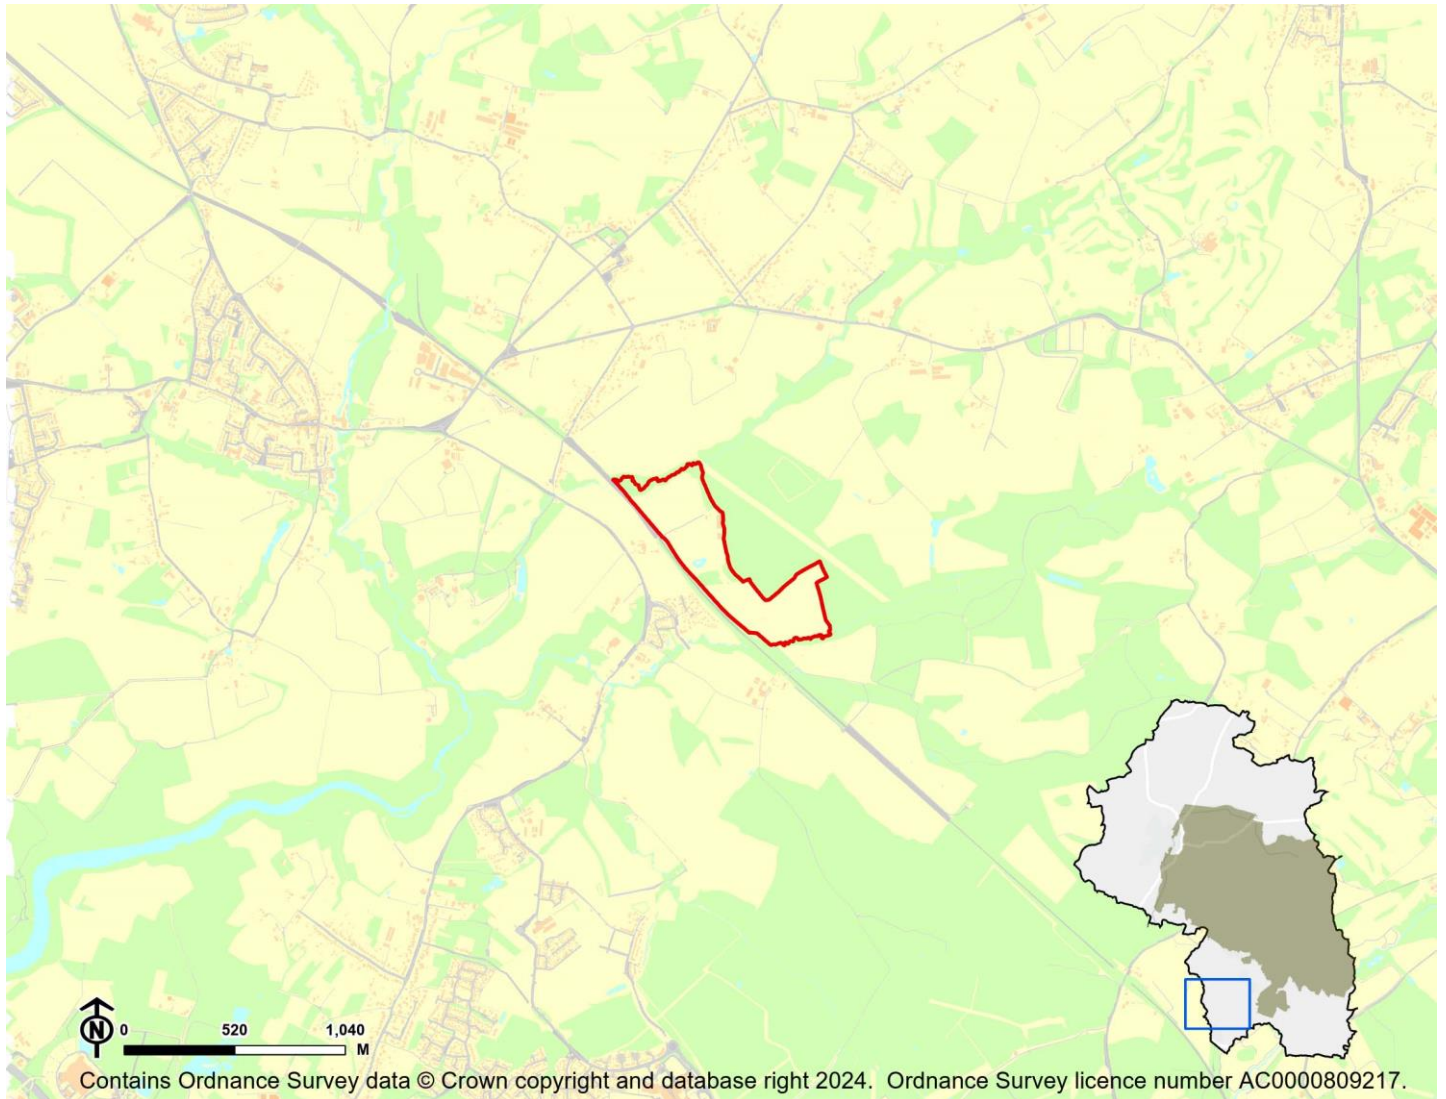 N
0 520 1,040
M
Contains Ordnance Survey data © Crown copyright and database right 2024. Ordnance Survey licence number AC0000809217.